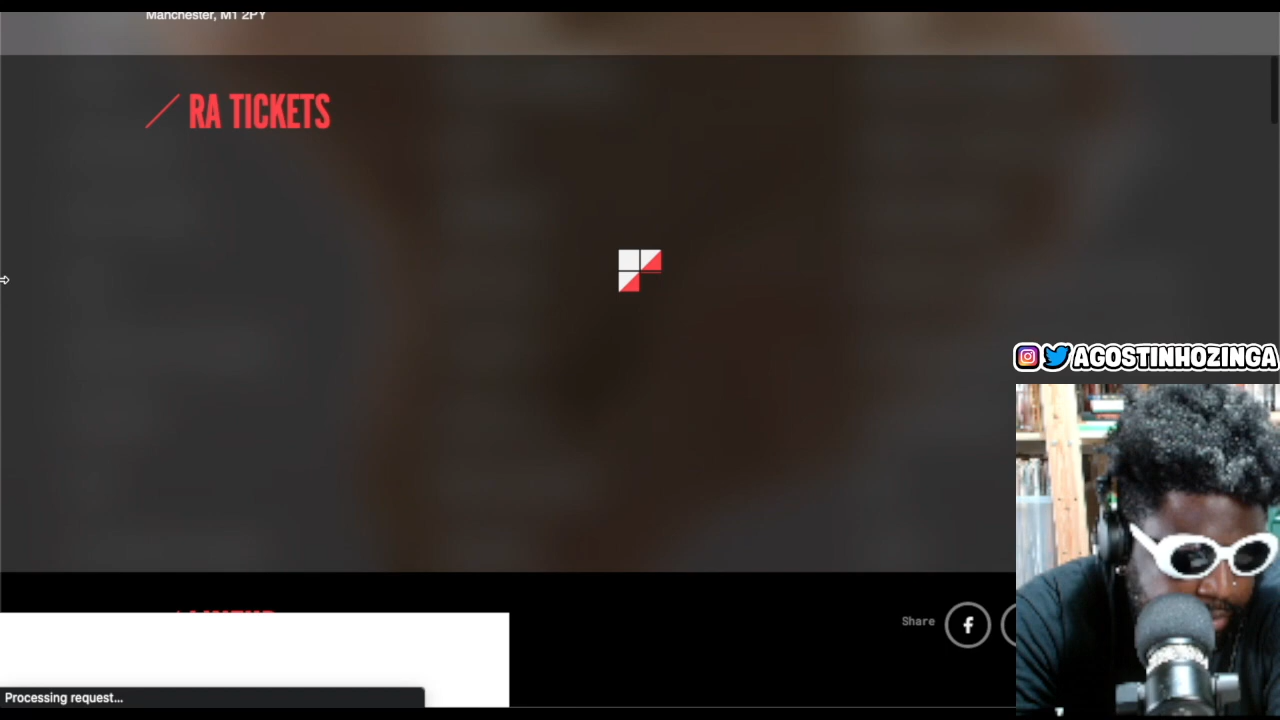 Manchester, M1 2PY
RA TICKETS
AGOSTINHOZINGA
Share
Processing request...